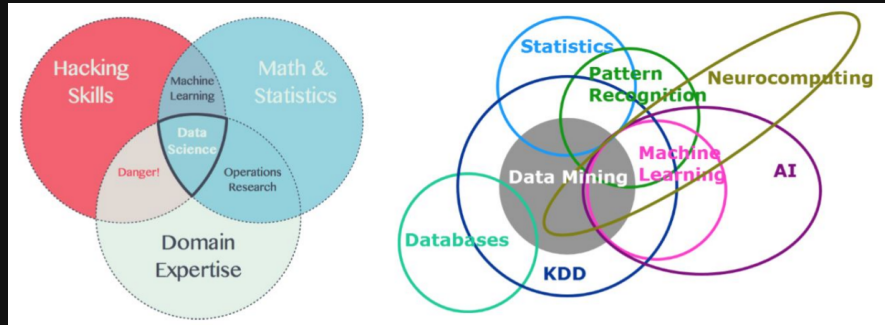 Hacking
Skills
Machine
Learning
Math &
Statistics
Data
Science
Danger!
Operations
Research
Domain
Expertise
Statistics
Pattern
Recognition
Neurocomputing
Machine
Learning
Data Mining
AI
Databases
KDD